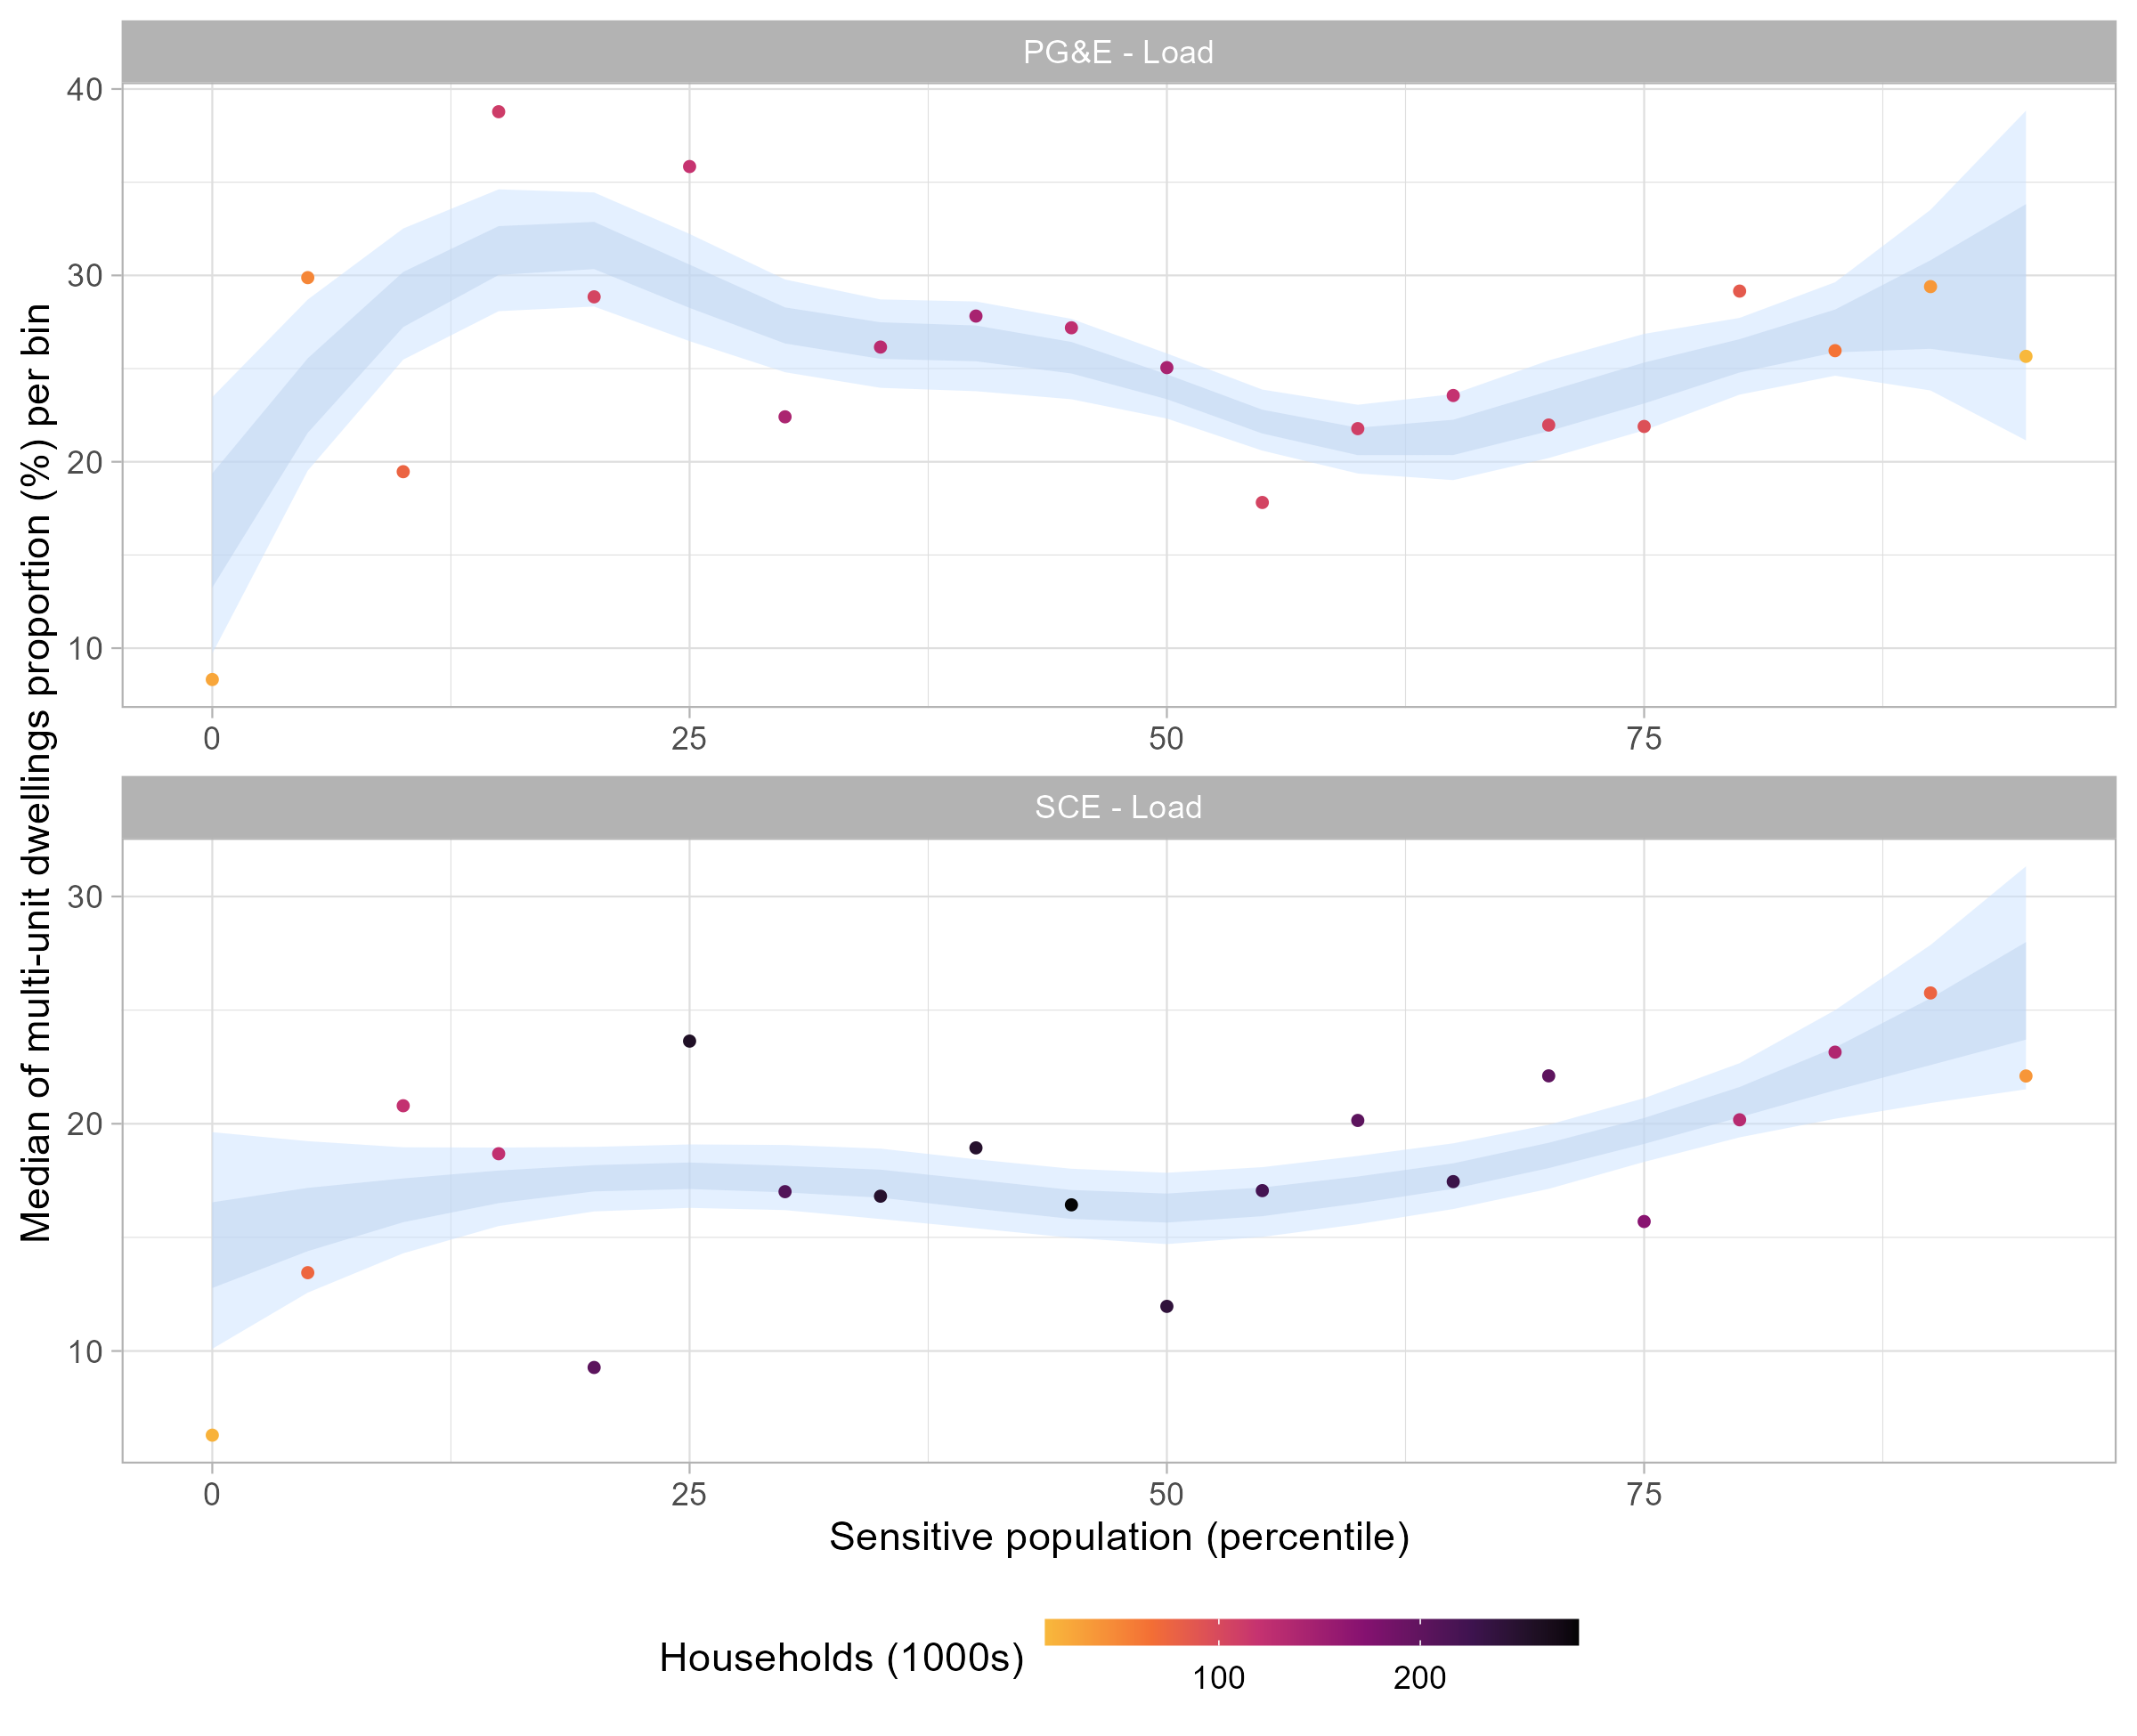 PG&E - Load
40
30
20
10
0 25 50 75
SCE - Load
30
20
10
0 25 50 75
Median of multi-unit dwellings proportion (%) per bin
Sensitive population (percentile)
Households (1000s)
100 200